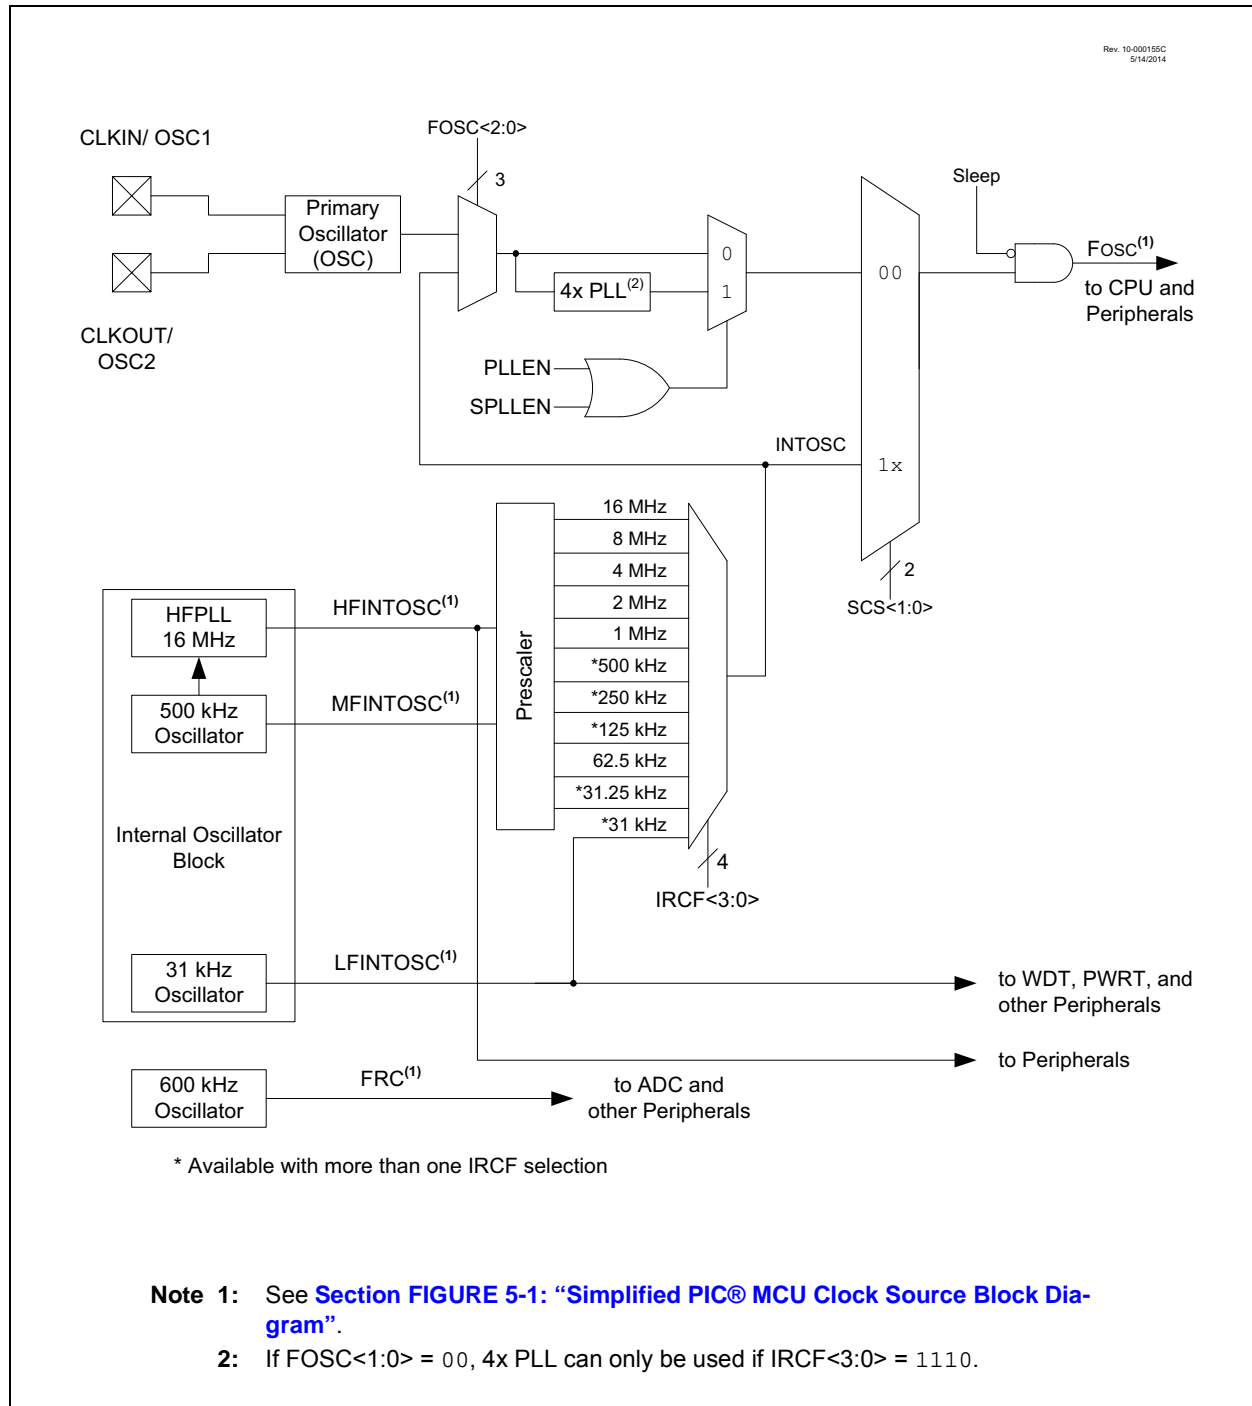 Rev. 10-000155C
5/14/2014
FOSC<2:0>
CLKIN/ OSC1
3
Sleep
Primary
Oscillator
(OSC)
0
00
FOSC(1)
4x PLL(2)
1
to CPU and
Peripherals
CLKOUT/
OSC2
PLLEN
SPLLEN
INTOSC
1x
16 MHz
8 MHz
4 MHz
2
2 MHz
SCS<1:0>
HFPLL
16 MHz
HFINTOSC(1)
1 MHz
Prescaler
*500 kHz
*250 kHz
500 kHz
Oscillator
MFINTOSC(1)
*125 kHz
62.5 kHz
*31.25 kHz
*31 kHz
Internal Oscillator
Block
4
IRCF<3:0>
31 kHz
Oscillator
LFINTOSC(1)
to WDT, PWRT, and
other Peripherals
to Peripherals
600 kHz
Oscillator
FRC(1)
to ADC and
other Peripherals
* Available with more than one IRCF selection
Note 1: See Section FIGURE 5-1: “Simplified PIC® MCU Clock Source Block Dia-
gram”.
2: If FOSC<1:0> = 00, 4x PLL can only be used if IRCF<3:0> = 1110.